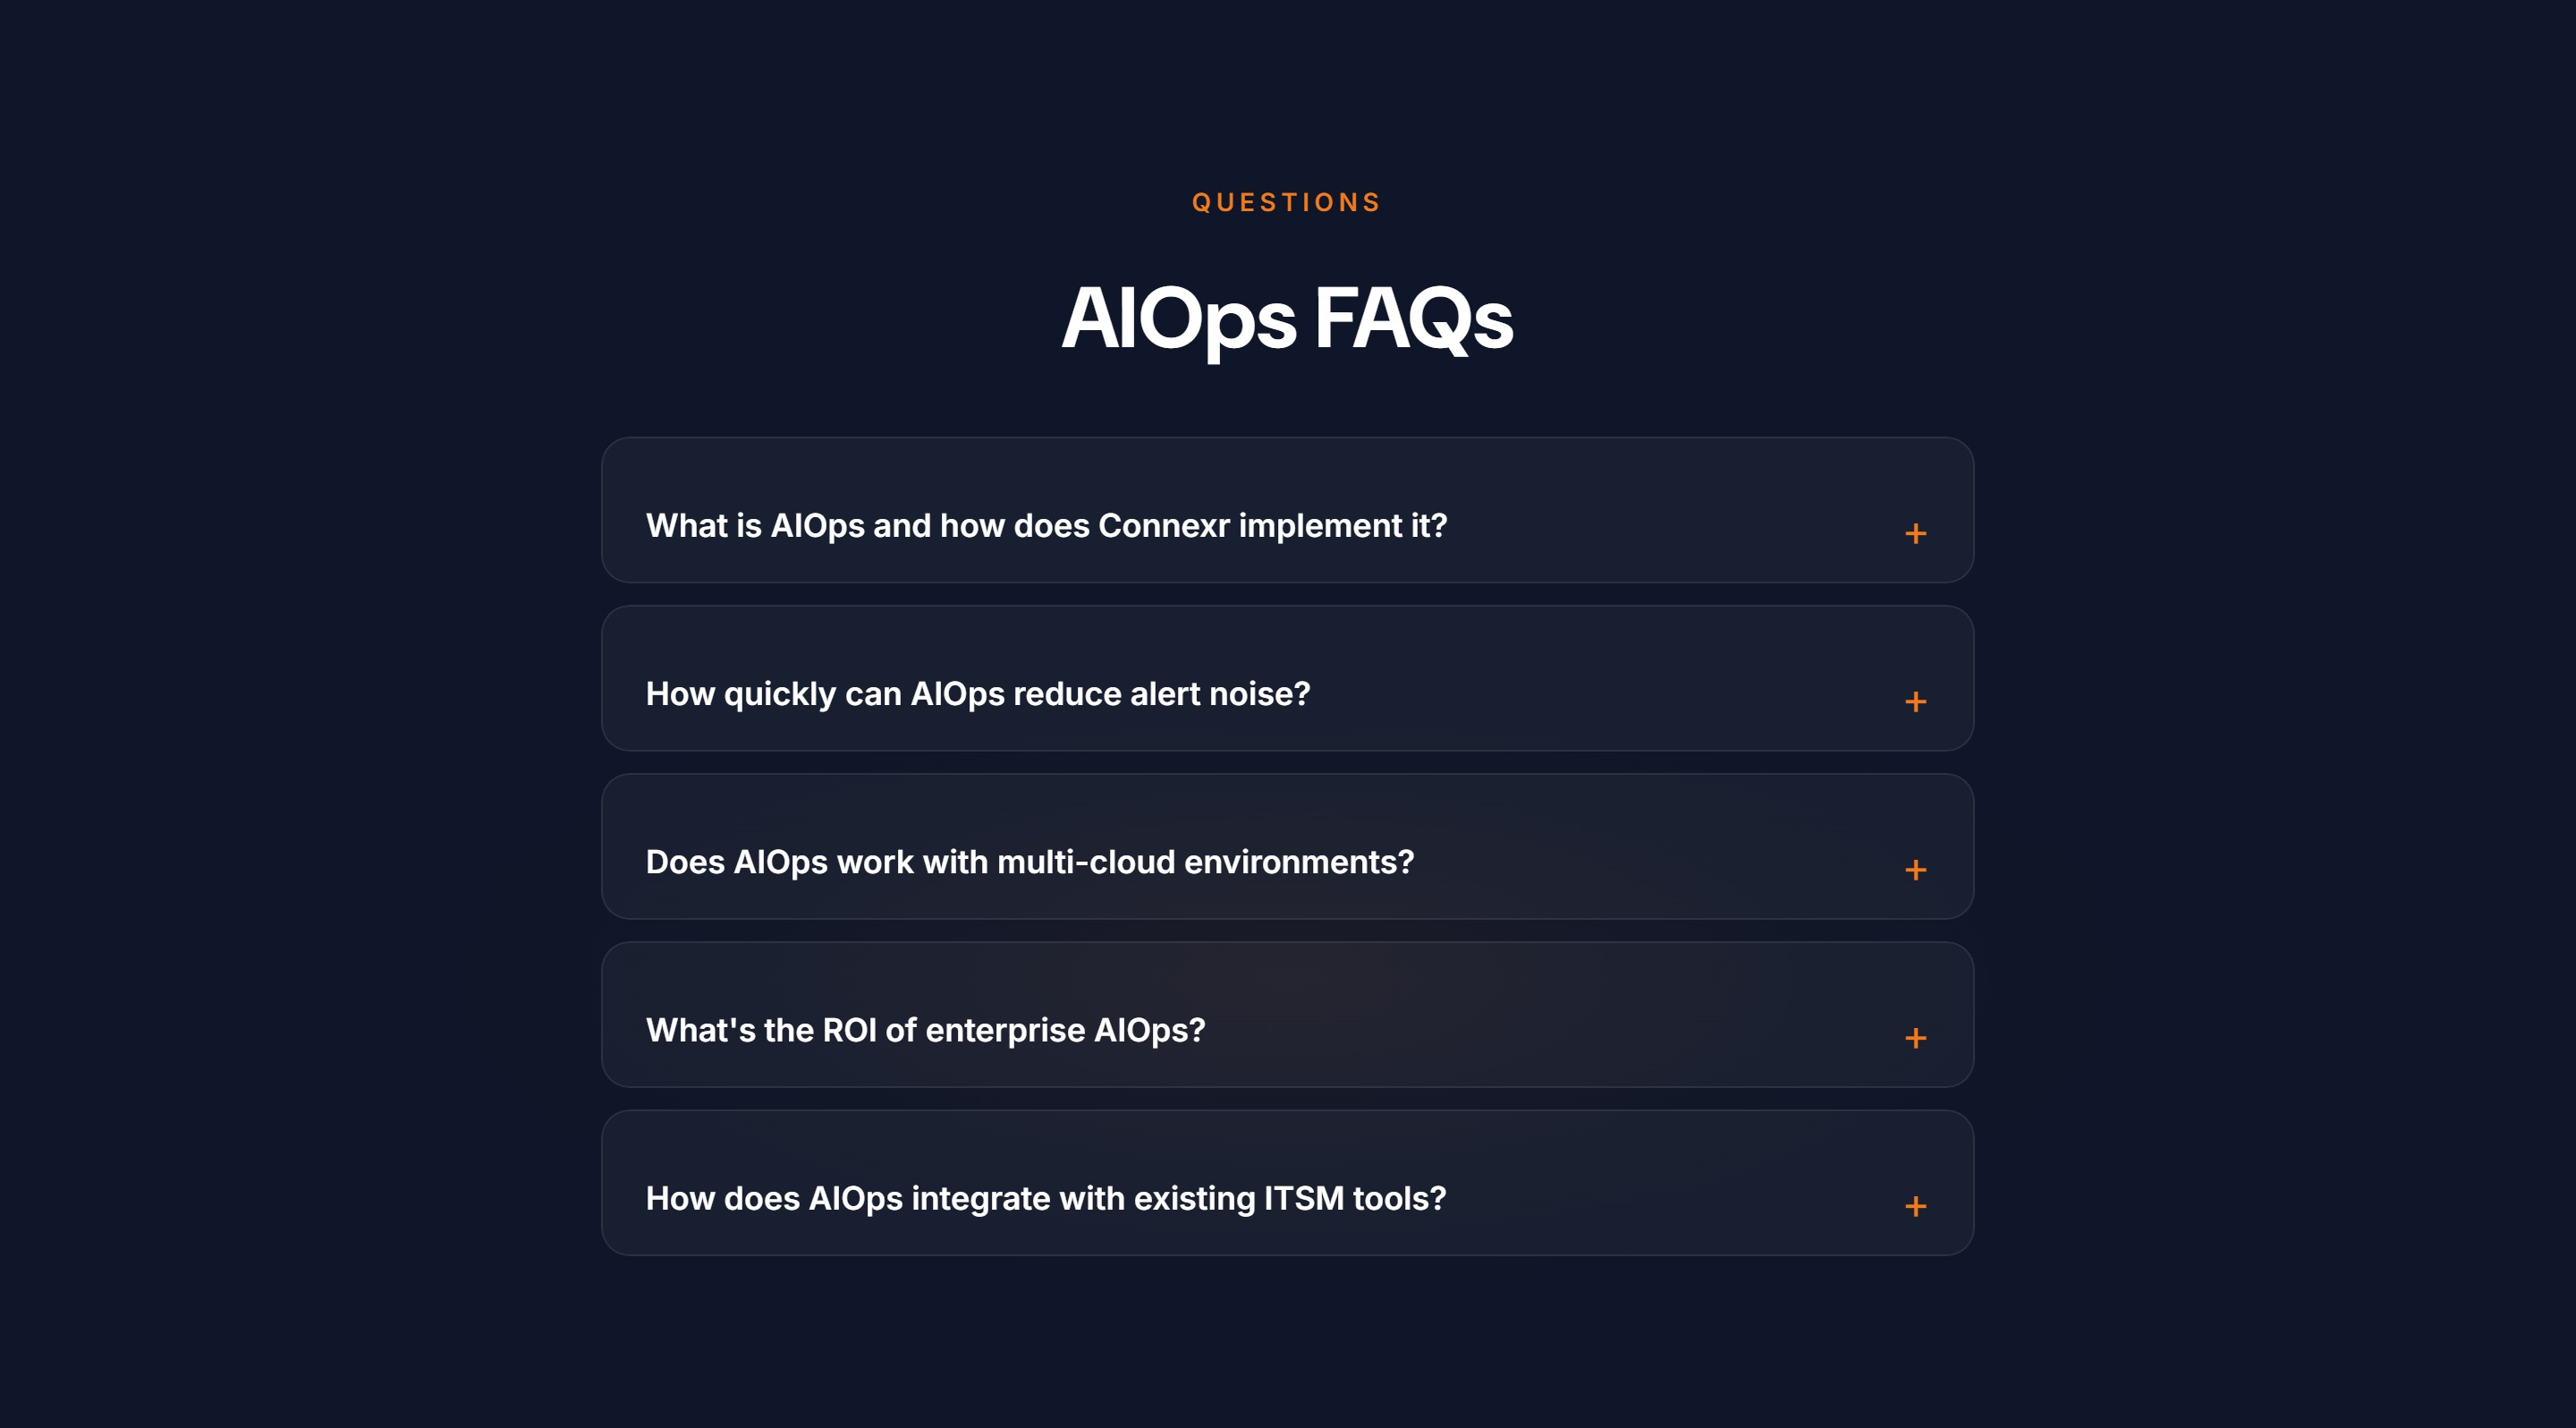 QUESTIONS
AIOps FAQs
What is AIOps and how does Connexr implement it?
+
How quickly can AIOps reduce alert noise?
+
Does AIOps work with multi-cloud environments?
+
What's the ROI of enterprise AIOps?
+
How does AIOps integrate with existing ITSM tools?
+